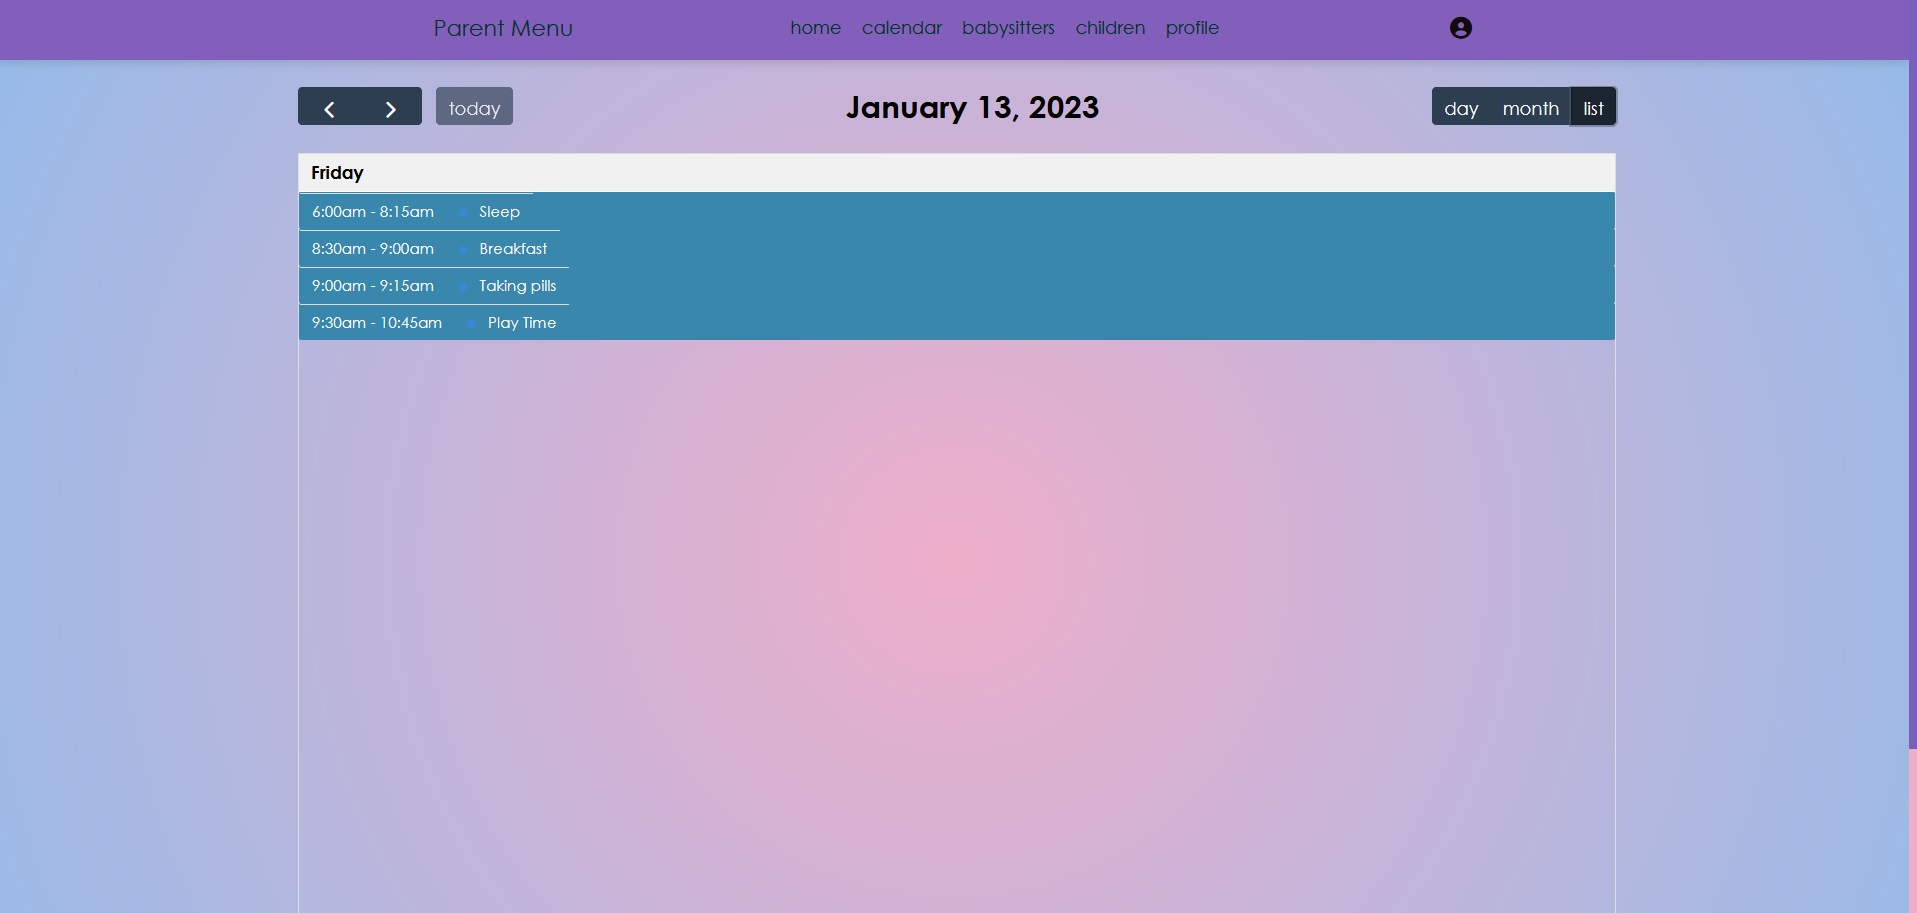 Parent Menu home calendar babysitters children profile
today January 13, 2023 day month list
Friday
6:00am - 8:15am Sleep
8:30am - 9:00am Breakfast
9:00am - 9:15am Taking pills
9:30am - 10:45am Play Time